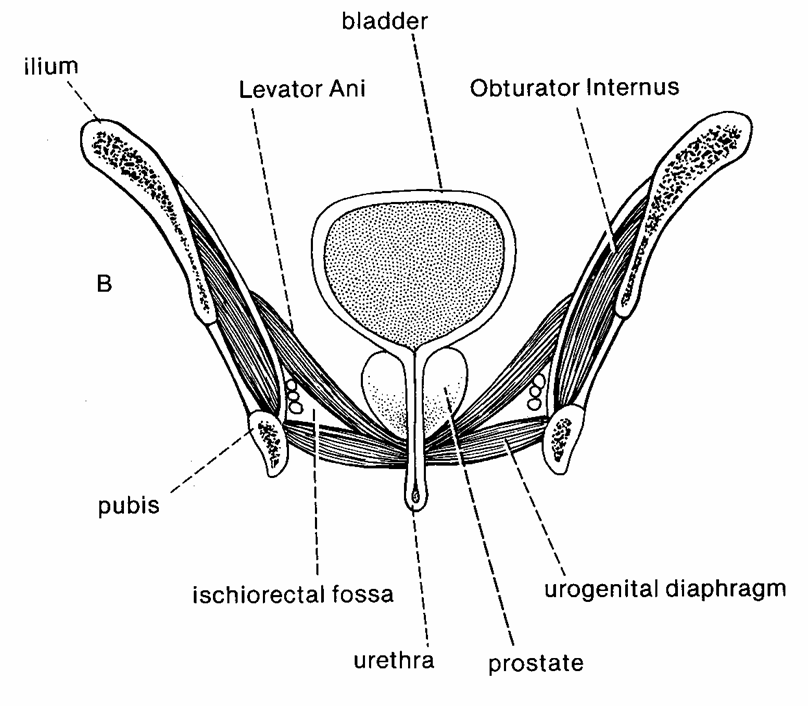 bladder
ilium
Levator Ani
Obturator Internus
B
pubis
ischiorectal fossa
urogenital diaphragm
urethra
prostate